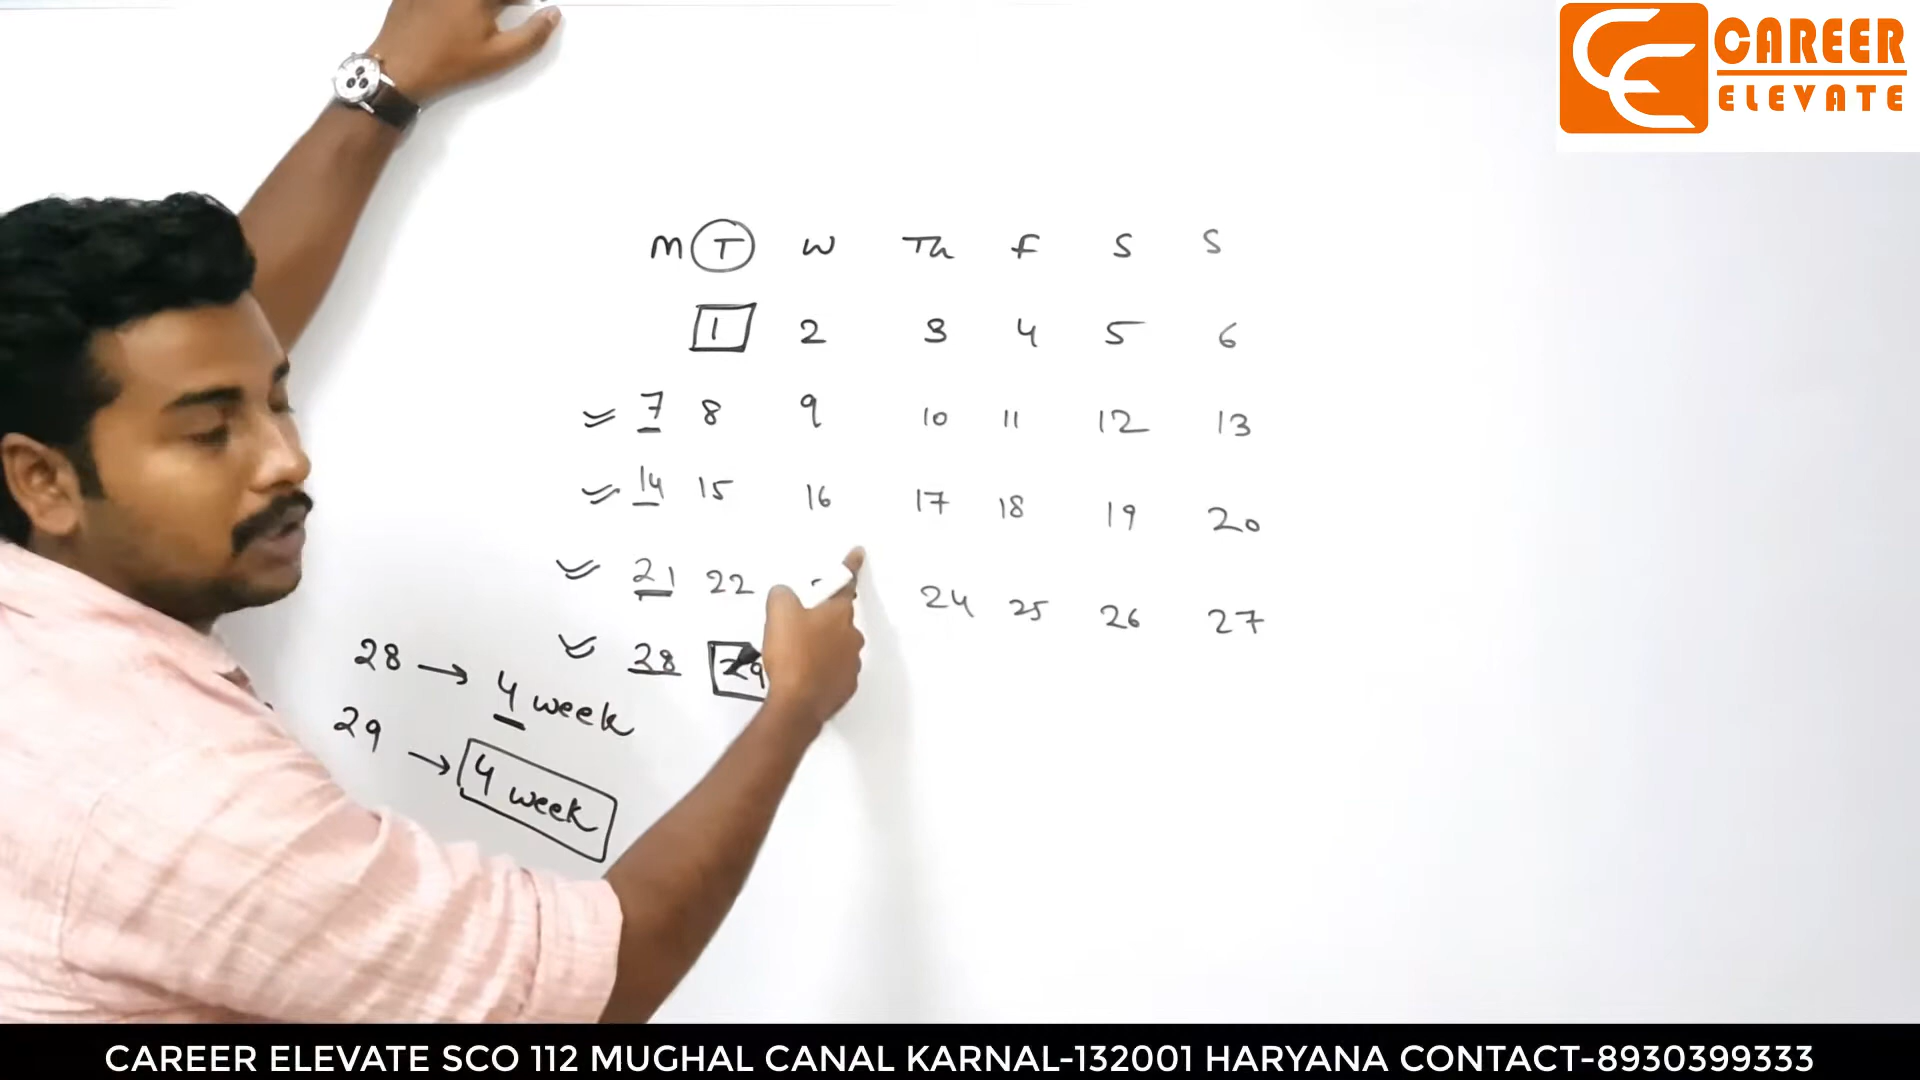 CAREER
ELEVATE
M T W Th F S S
1 2 3 4 5 6
7 8 9 10 11 12 13
14 15 16 17 18 19 20
21 22 24 25 26 27
28 29
28 → 4 week
29 → 4 week
CAREER ELEVATE SCO 112 MUGHAL CANAL KARNAL-132001 HARYANA CONTACT-8930399333